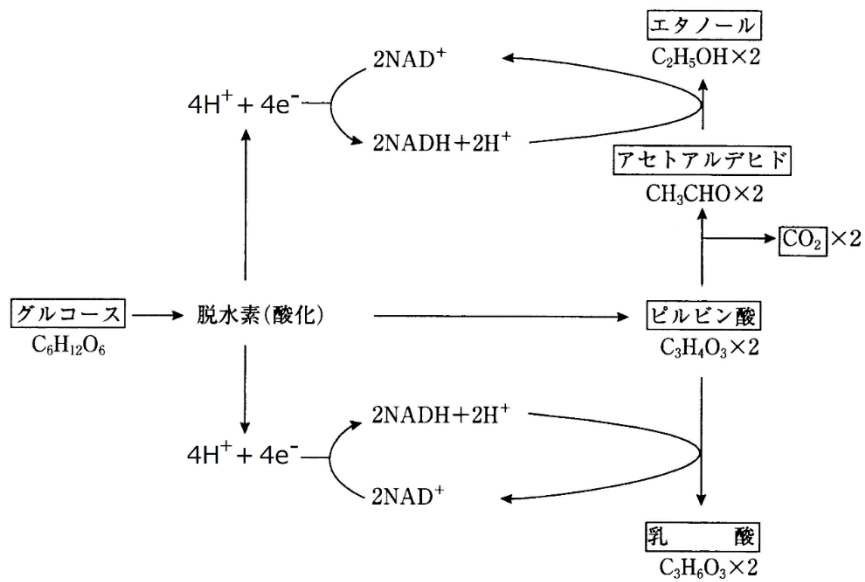 エタノール
C₂H₅OH×2
2NAD⁺
4H⁺+4e⁻
2NADH+2H⁺
アセトアルデヒド
CH₃CHO×2
CO₂×2
グルコース
C₆H₁₂O₆
脱水素(酸化)
ピルビン酸
C₃H₄O₃×2
2NADH+2H⁺
4H⁺+4e⁻
2NAD⁺
乳 酸
C₃H₆O₃×2